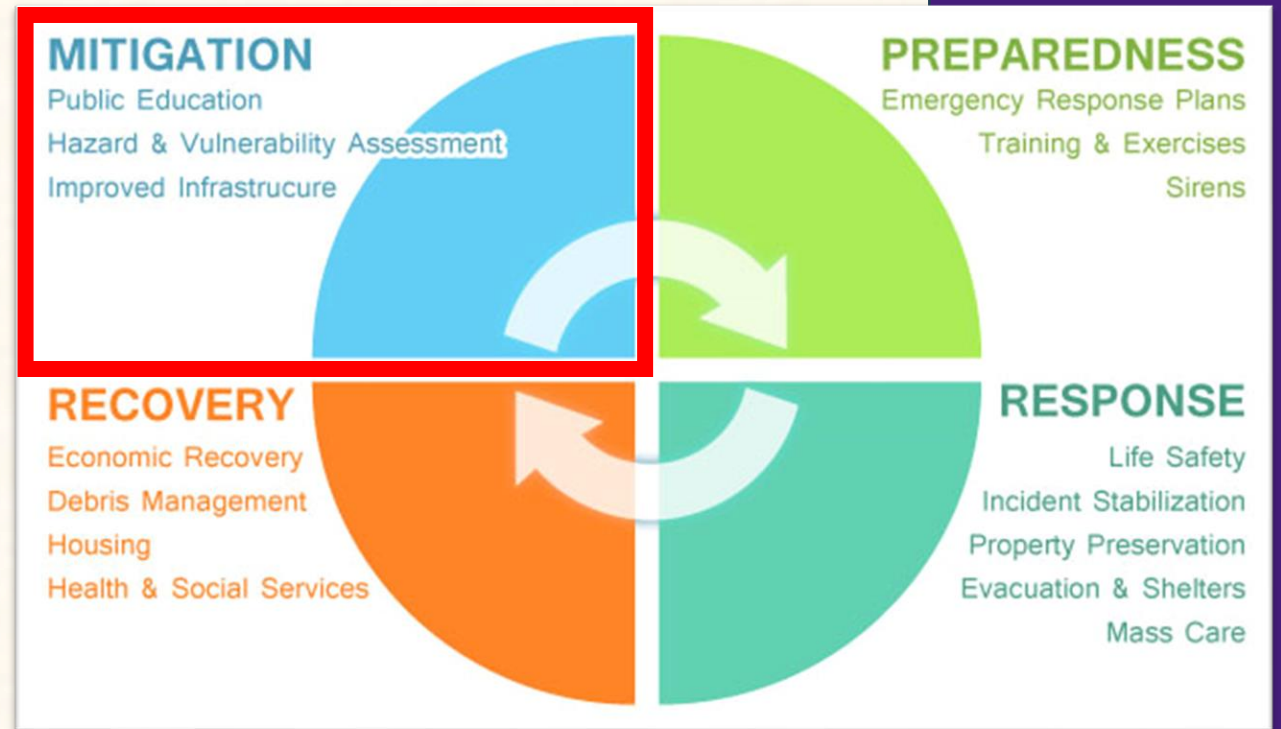 MITIGATION
Public Education
Hazard & Vulnerability Assessment
Improved Infrastrucure
PREPAREDNESS
Emergency Response Plans
Training & Exercises
Sirens
RECOVERY
Economic Recovery
Debris Management
Housing
Health & Social Services
RESPONSE
Life Safety
Incident Stabilization
Property Preservation
Evacuation & Shelters
Mass Care